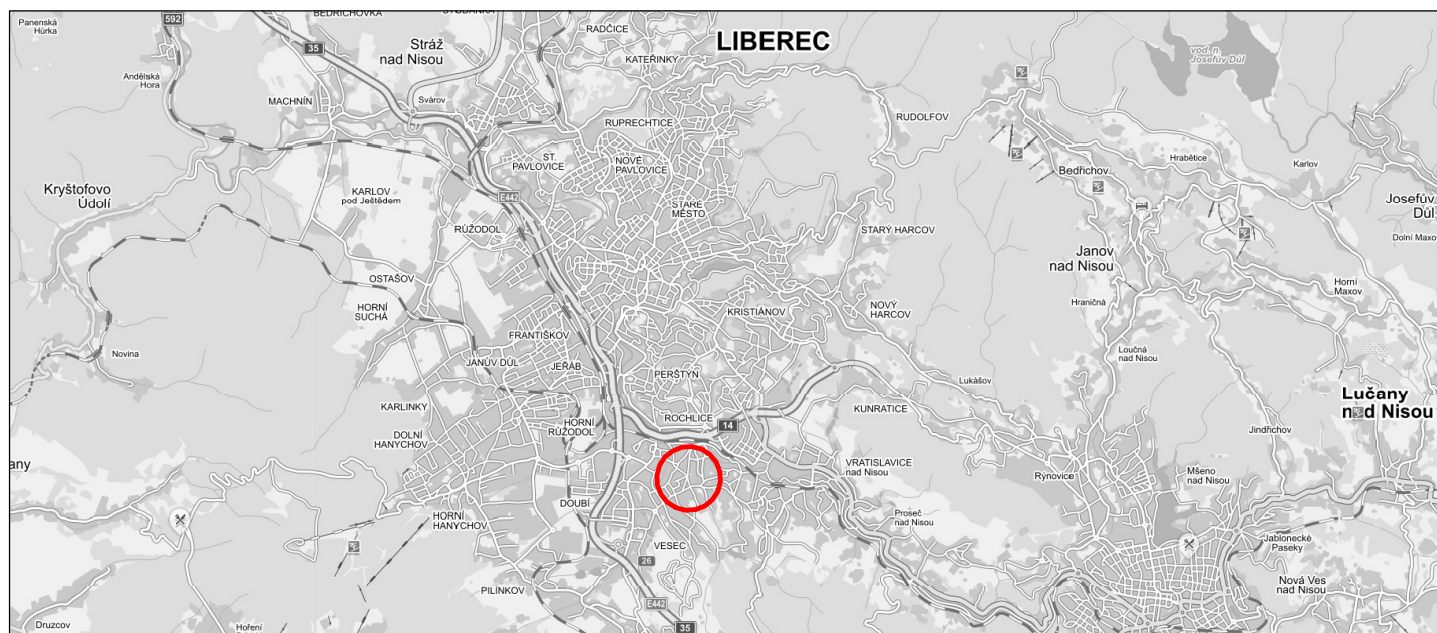 Panenská
Hůrka
592
BEDŘICHOVKA
35
Stráž
nad Nisou
RADČICE
KATEŘINKY
LIBEREC
vod. n.
Josefův Důl
Andělská
Hora
MACHNÍN
Svárov
RUPRECHTICE
RUDOLFOV
ST.
PAVLOVICE
NOVÉ
PAVLOVICE
Bedřichov
Hrabětice
Karlov
Kryštofovo
Údolí
KARLOV
pod Ještědem
E442
STARÉ
MĚSTO
Josefův
Důl
Dolní Maxov
RŮŽODOL
STARÝ HARCOV
Janov
nad Nisou
OSTAŠOV
HORNÍ
SUCHÁ
Horní
Maxov
Hraničná
NOVÝ
HARCOV
KRISTIÁNOV
FRANTIŠKOV
Novina
JANŮV DŮL
JEŘÁB
PERŠTÝN
Loučná
nad Nisou
Lukášov
Lučany
nad Nisou
KARLINKY
ROCHLICE
KUNRATICE
14
HORNÍ
RŮŽODOL
DOLNÍ
HANYCHOV
Jindřichov
any
VRATISLAVICE
nad Nisou
Rýnovice
Mšeno
nad Nisou
DOUBÍ
HORNÍ
HANYCHOV
Proseč
nad Nisou
VESEC
26
Jablonecké
Paseky
PILÍNKOV
E442
Nová Ves
nad Nisou
Druzcov
Hoření
35